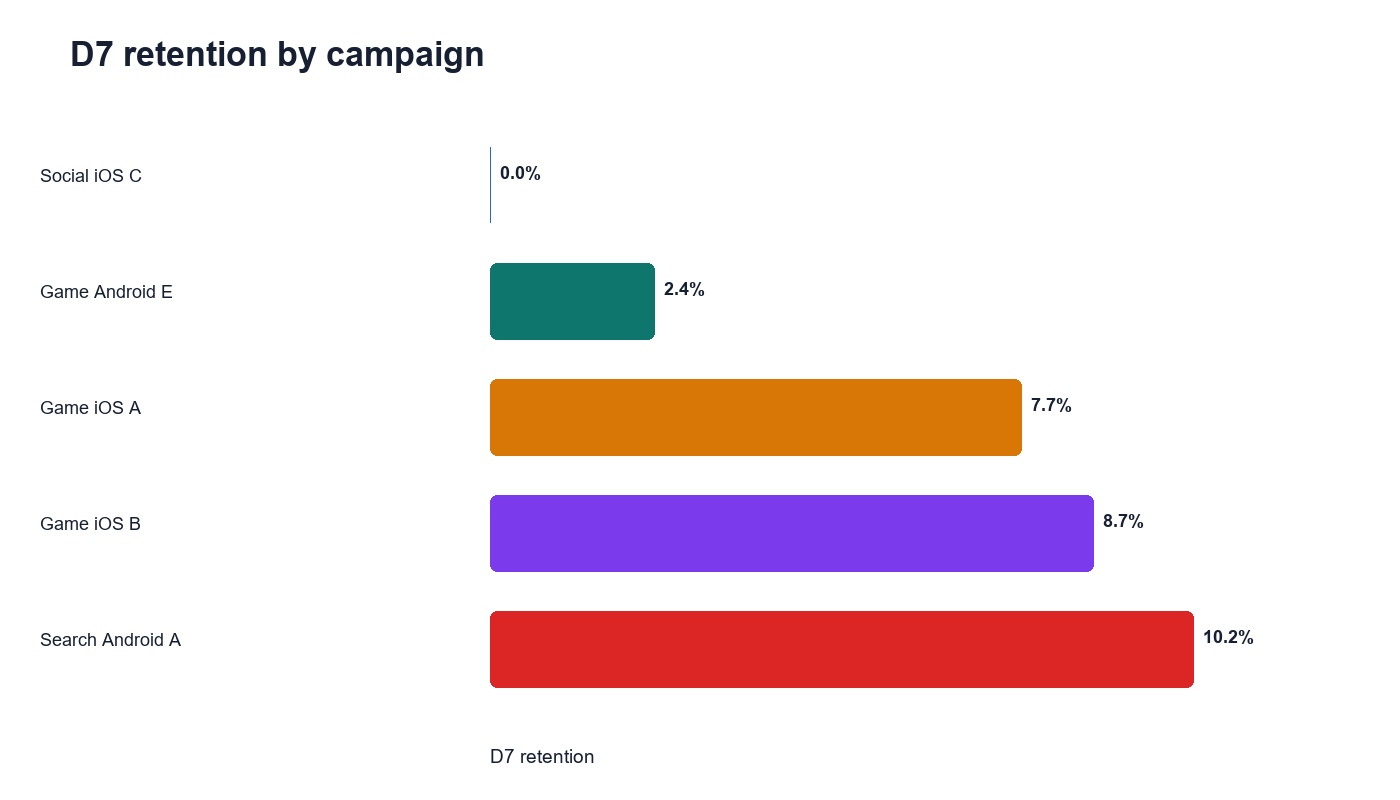 D7 retention by campaign
Social iOS C
0.0%
Game Android E
2.4%
Game iOS A
7.7%
Game iOS B
8.7%
Search Android A
10.2%
D7 retention